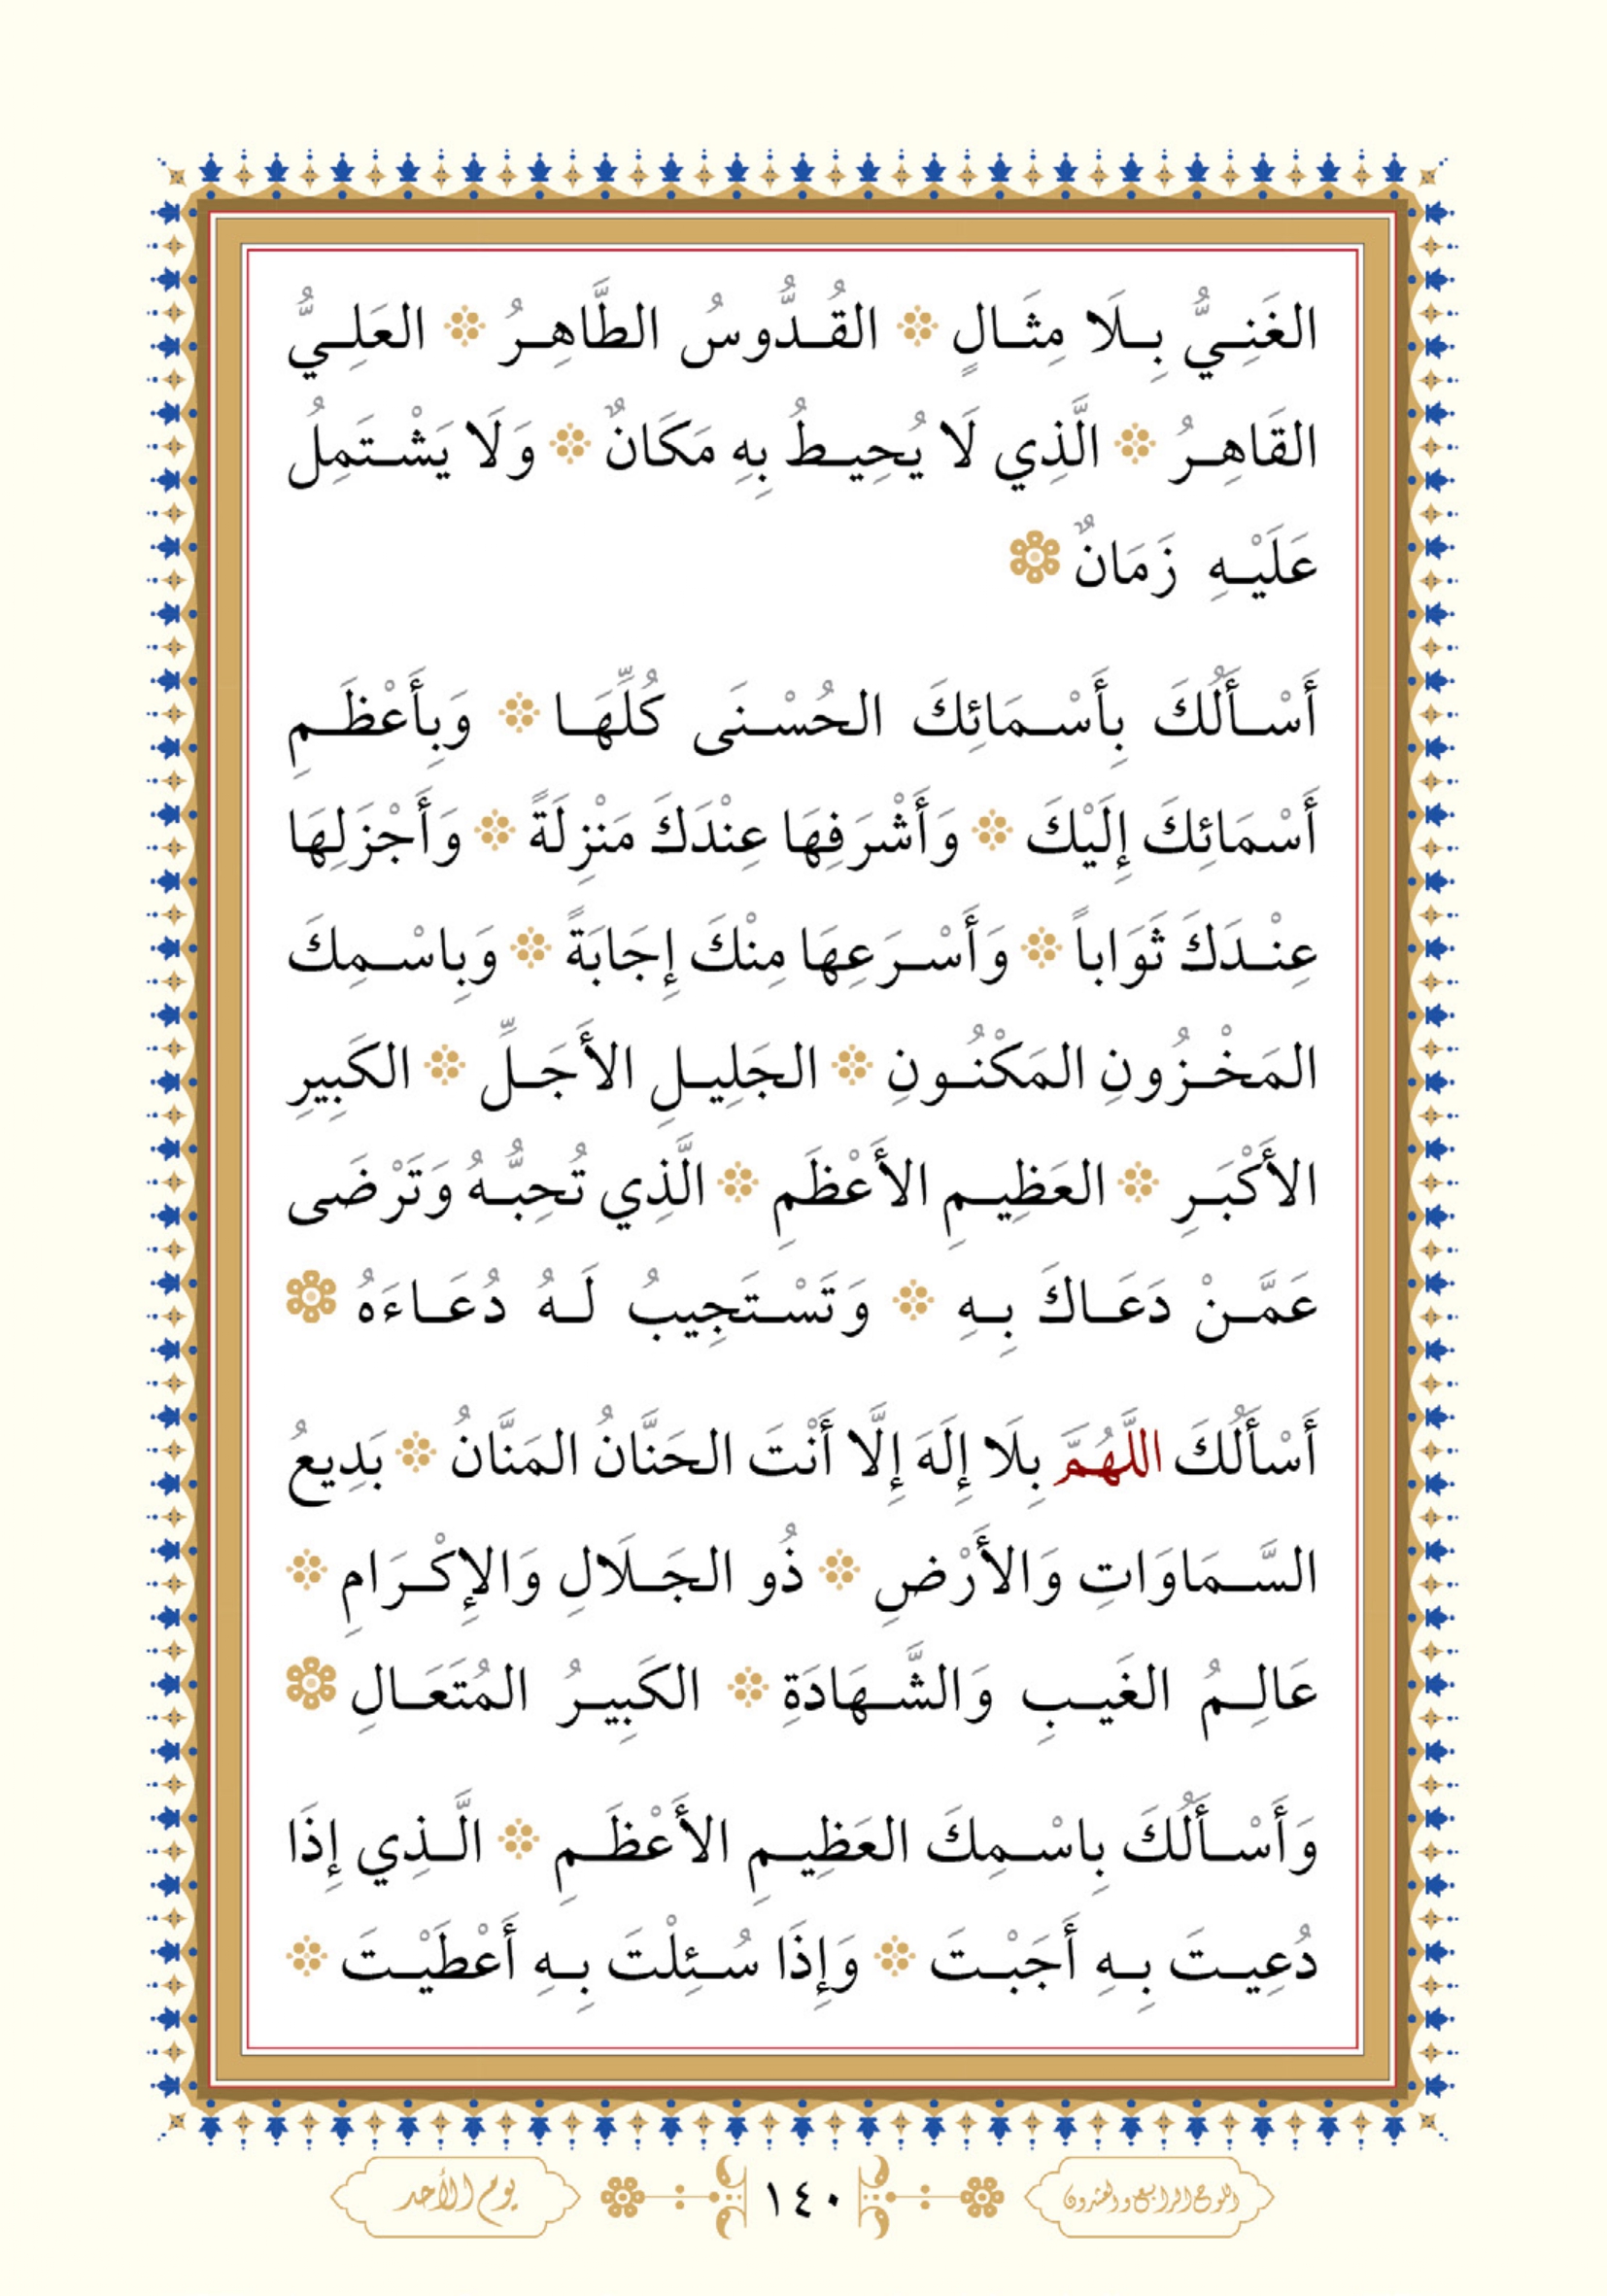 الغَنِيُّ بِلَا مِثَالٍ القُدُّوسُ الطَّاهِرُ العَلِيُّ
القَاهِرُ الَّذِي لَا يُحِيطُ بِهِ مَكَانٌ وَلَا يَشْتَمِلُ
عَلَيْهِ زَمَانٌ
أَسْأَلُكَ بِأَسْمَائِكَ الحُسْنَى كُلِّهَا وَبِأَعْظَمِ
أَسْمَائِكَ إِلَيْكَ وَأَشْرَفِهَا عِنْدَكَ مَنْزِلَةً وَأَجْزَلِهَا
عِنْدَكَ ثَوَاباً وَأَسْرَعِهَا مِنْكَ إِجَابَةً وَبِاسْمِكَ
المَخْزُونِ المَكْنُونِ الجَلِيلِ الأَجَلِّ الكَبِيرِ
الأَكْبَرِ العَظِيمِ الأَعْظَمِ الَّذِي تُحِبُّهُ وَتَرْضَى
عَمَّنْ دَعَاكَ بِهِ وَتَسْتَجِيبُ لَهُ دُعَاءَهُ
أَسْأَلُكَ اللَّهُمَّ بِلَا إِلَهَ إِلَّا أَنْتَ الحَنَّانُ المَنَّانُ بَدِيعُ
السَّمَاوَاتِ وَالأَرْضِ ذُو الجَلَالِ وَالإِكْرَامِ
عَالِمُ الغَيبِ وَالشَّهَادَةِ الكَبِيرُ المُتَعَالِ
وَأَسْأَلُكَ بِاسْمِكَ العَظِيمِ الأَعْظَمِ الَّذِي إِذَا
دُعِيتَ بِهِ أَجَبْتَ وَإِذَا سُئِلْتَ بِهِ أَعْطَيْتَ
اللوح الرابع والعشرون ١٤٠ يوم الأحد